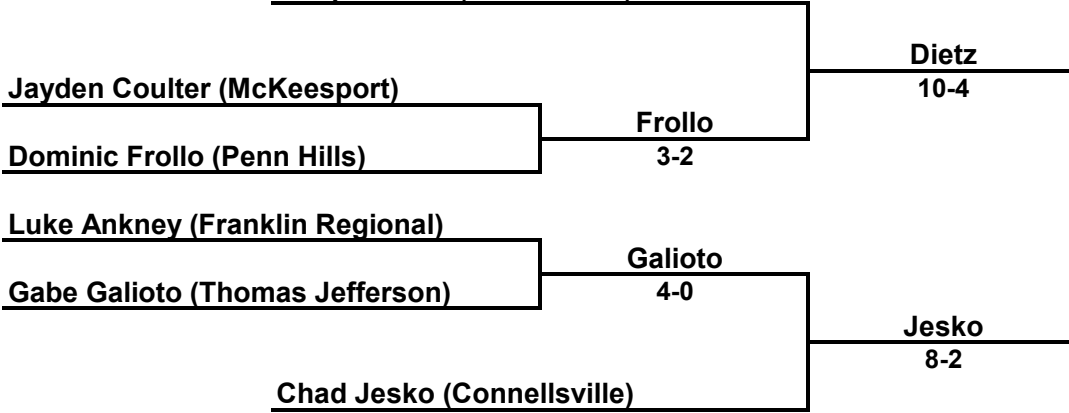 Dietz
Jayden Coulter (McKeesport)
10-4
Frollo
Dominic Frollo (Penn Hills)
3-2
Luke Ankney (Franklin Regional)
Galioto
Gabe Galioto (Thomas Jefferson)
4-0
Jesko
8-2
Chad Jesko (Connellsville)